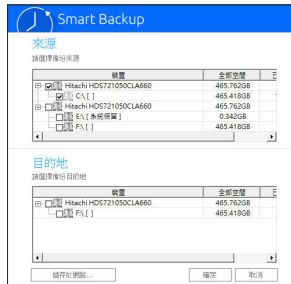 Smart Backup
來源
請選擇備份來源
裝置 全部空間 已
Hitachi HDS721050CLA660 465.762GB
C:\ [ ] 465.418GB
Hitachi HDS721050CLA660 465.762GB
E:\ [ 系統保留 ] 0.342GB
F:\ [ ] 465.418GB
目的地
請選擇備份目的地
裝置 全部空間 已
Hitachi HDS721050CLA660 465.762GB
F:\ [ ] 465.418GB
儲存於網路... 確定 取消